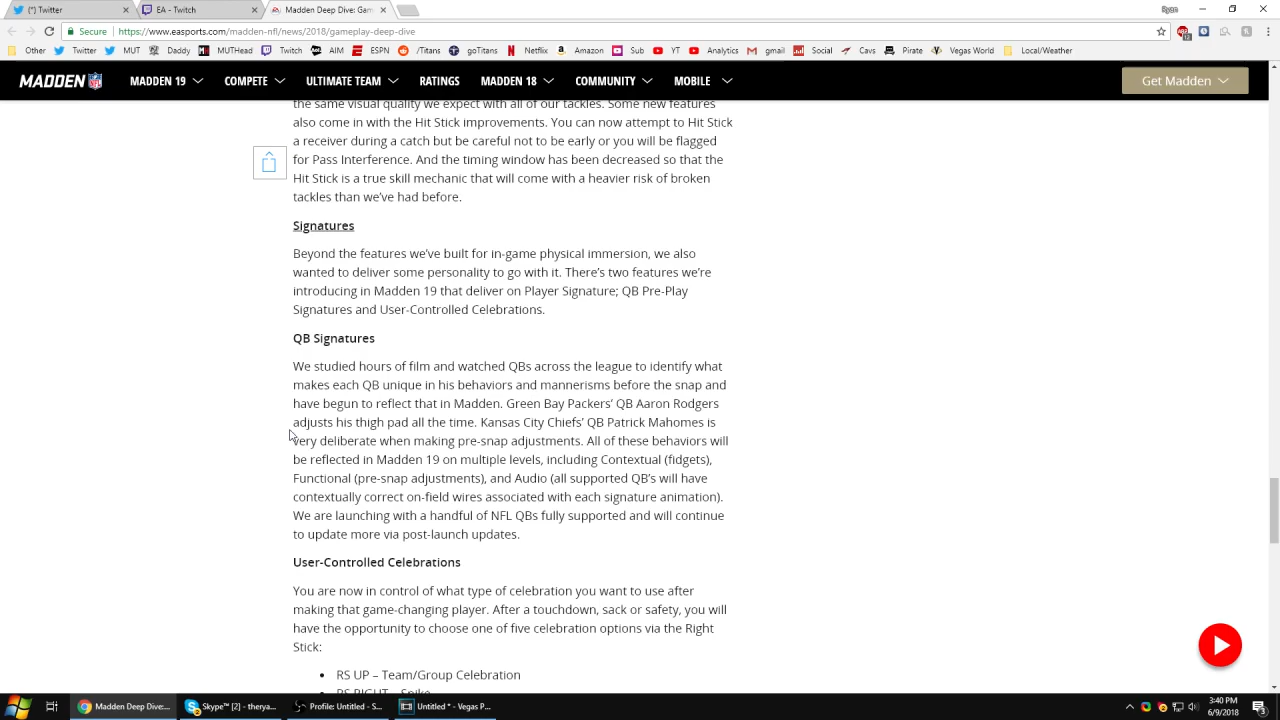 (1) Twitter
EA - Twitch
Madden Deep Dive: Gam
Ryan
Secure
https://www.easports.com/madden-nfl/news/2018/gameplay-deep-dive
Other Twitter MUT Daddy MUTHead Twitch AIM ESPN /Titans goTitans Netflix Amazon Sub YT Analytics gmail Social Cavs Pirate Vegas World Local/Weather
MADDEN NFL MADDEN 19 COMPETE ULTIMATE TEAM RATINGS MADDEN 18 COMMUNITY MOBILE Get Madden
the same visual quality we expect with all of our tackles. Some new features
also come in with the Hit Stick improvements. You can now attempt to Hit Stick
a receiver during a catch but be careful not to be early or you will be flagged
for Pass Interference. And the timing window has been decreased so that the
Hit Stick is a true skill mechanic that will come with a heavier risk of broken
tackles than we've had before.
Signatures
Beyond the features we've built for in-game physical immersion, we also
wanted to deliver some personality to go with it. There's two features we're
introducing in Madden 19 that deliver on Player Signature; QB Pre-Play
Signatures and User-Controlled Celebrations.
QB Signatures
We studied hours of film and watched QBs across the league to identify what
makes each QB unique in his behaviors and mannerisms before the snap and
have begun to reflect that in Madden. Green Bay Packers' QB Aaron Rodgers
adjusts his thigh pad all the time. Kansas City Chiefs' QB Patrick Mahomes is
very deliberate when making pre-snap adjustments. All of these behaviors will
be reflected in Madden 19 on multiple levels, including Contextual (fidgets),
Functional (pre-snap adjustments), and Audio (all supported QB's will have
contextually correct on-field wires associated with each signature animation).
We are launching with a handful of NFL QBs fully supported and will continue
to update more via post-launch updates.
User-Controlled Celebrations
You are now in control of what type of celebration you want to use after
making that game-changing player. After a touchdown, sack or safety, you will
have the opportunity to choose one of five celebration options via the Right
Stick:
• RS UP – Team/Group Celebration
• RS RIGHT – Spike
Madden Deep Dive:... Skype™ [2] - therya... Profile: Untitled - S... Untitled * - Vegas P... 3:40 PM
6/9/2018